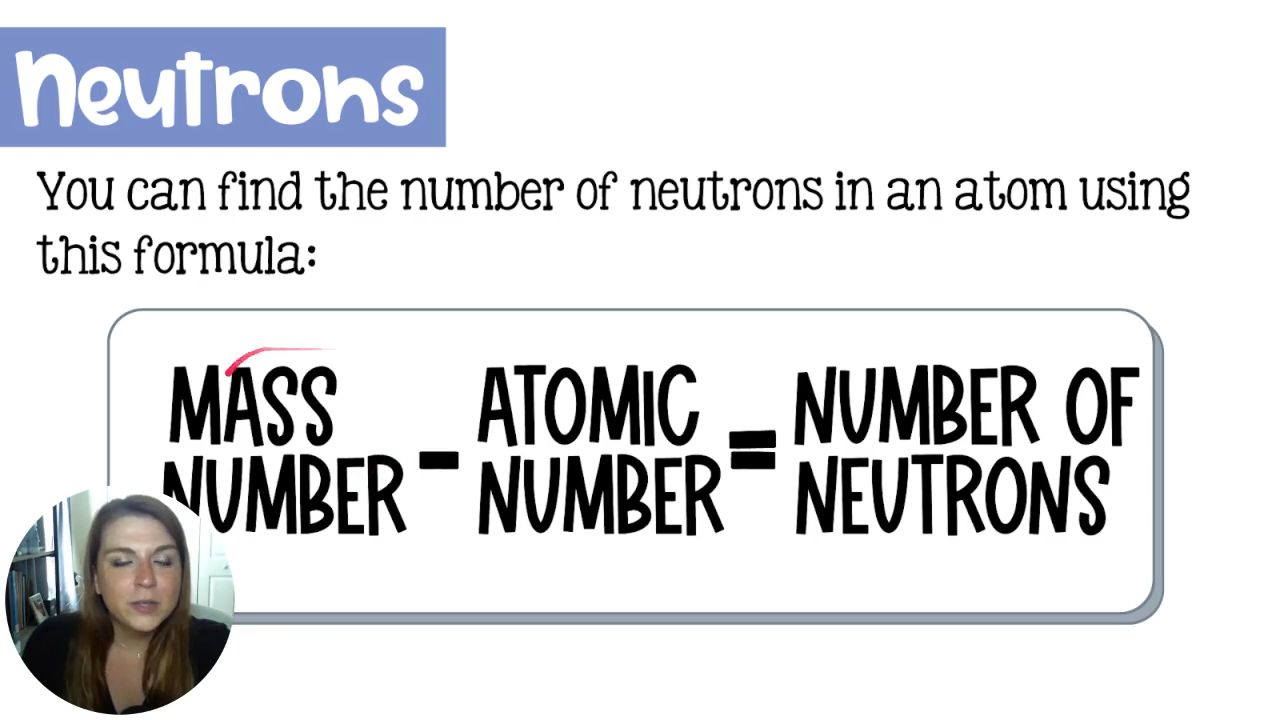 Neutrons
You can find the number of neutrons in an atom using
this formula:
MASS NUMBER - ATOMIC NUMBER = NUMBER OF NEUTRONS